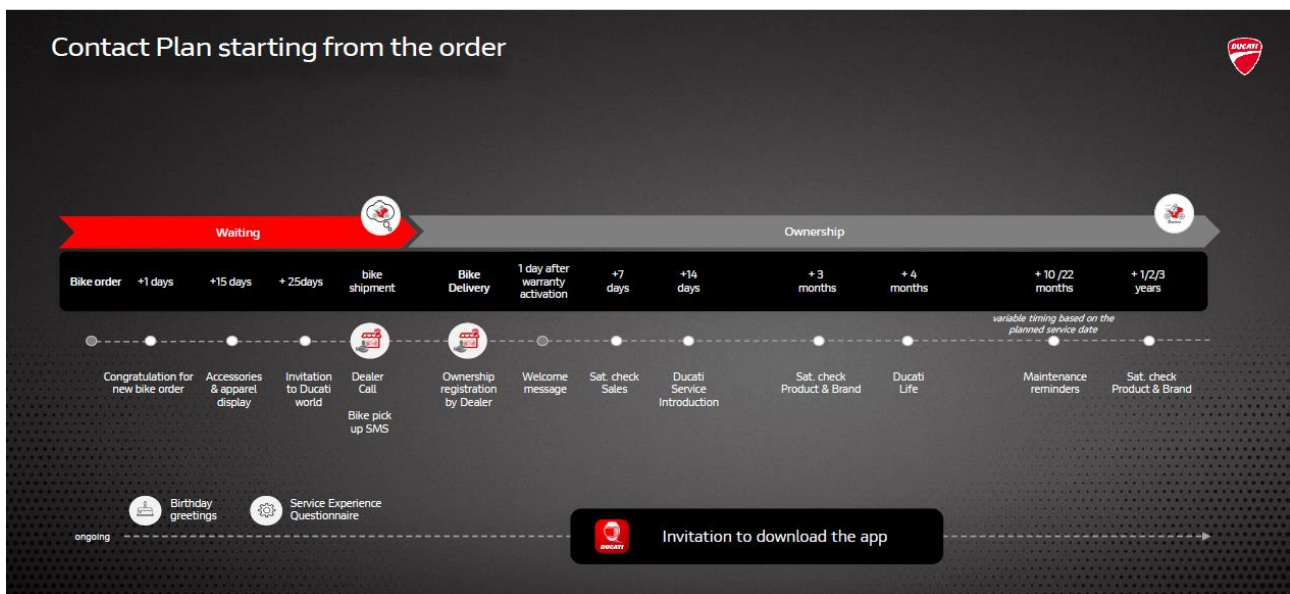 Contact Plan starting from the order
DUCATI
Waiting
Ownership
Bike order
+1 days
+15 days
+ 25days
bike
shipment
Bike
Delivery
1 day after
warranty
activation
+7
days
+14
days
+ 3
months
+ 4
months
+ 10 /22
months
+ 1/2/3
years
variable timing based on the
planned service date
Congratulation for
new bike order
Accessories
& apparel
display
Invitation
to Ducati
world
Dealer
Call
Bike pick
up SMS
Ownership
registration
by Dealer
Welcome
message
Sat. check
Sales
Ducati
Service
Introduction
Sat. check
Product & Brand
Ducati
Life
Maintenance
reminders
Sat. check
Product & Brand
Birthday
greetings
Service Experience
Questionnaire
ongoing
DUCATI
Invitation to download the app